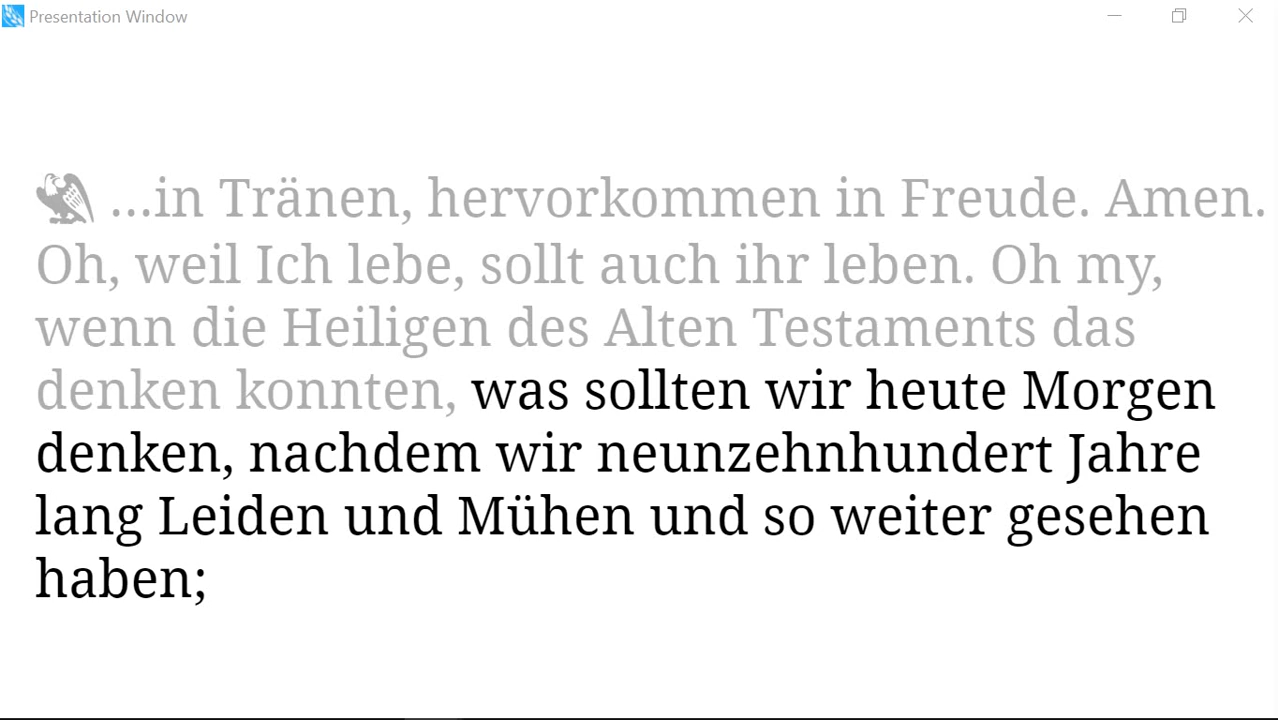 Presentation Window
...in Tränen, hervorkommen in Freude. Amen.
Oh, weil Ich lebe, sollt auch ihr leben. Oh my,
wenn die Heiligen des Alten Testaments das
denken konnten, was sollten wir heute Morgen
denken, nachdem wir neunzehnhundert Jahre
lang Leiden und Mühen und so weiter gesehen
haben;